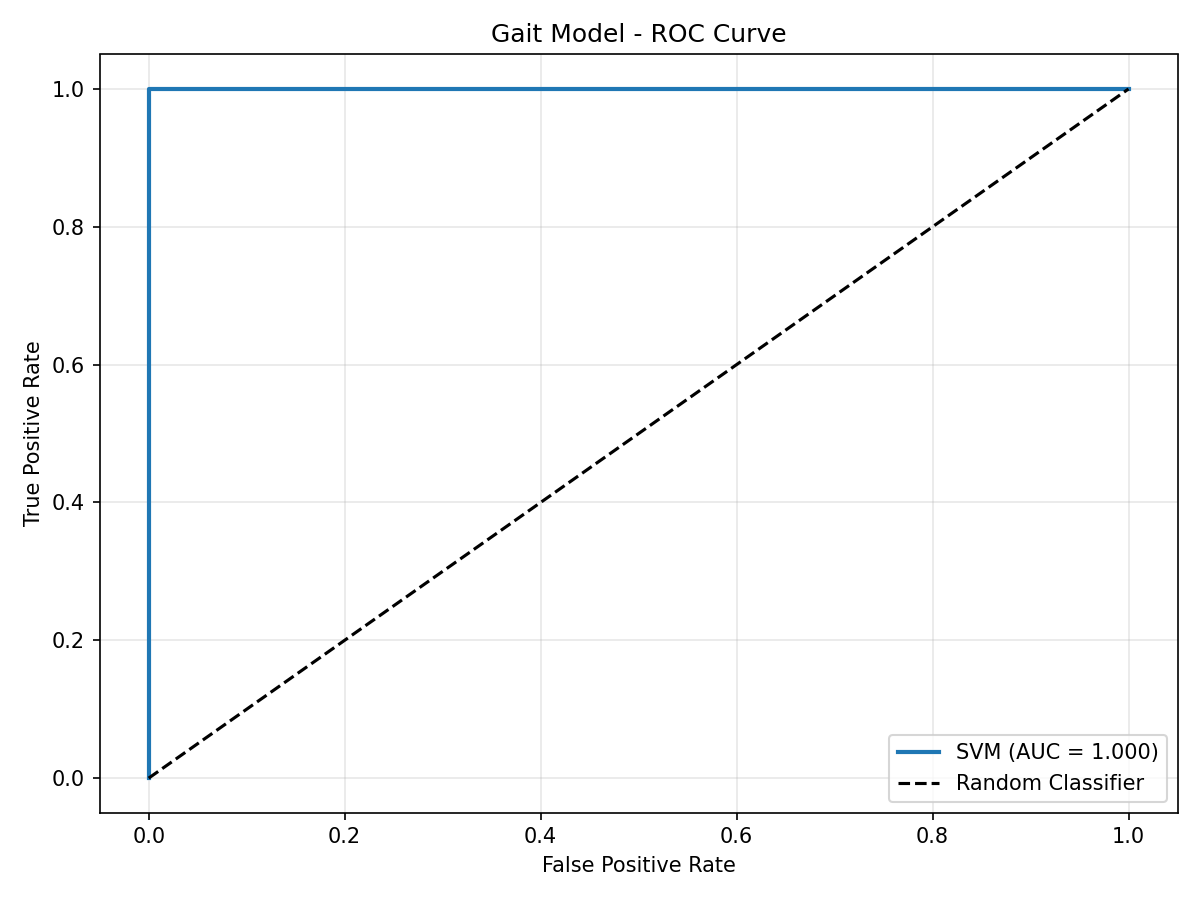 Gait Model - ROC Curve
True Positive Rate
1.0
0.8
0.6
0.4
0.2
0.0
SVM (AUC = 1.000)
Random Classifier
0.0 0.2 0.4 0.6 0.8 1.0
False Positive Rate